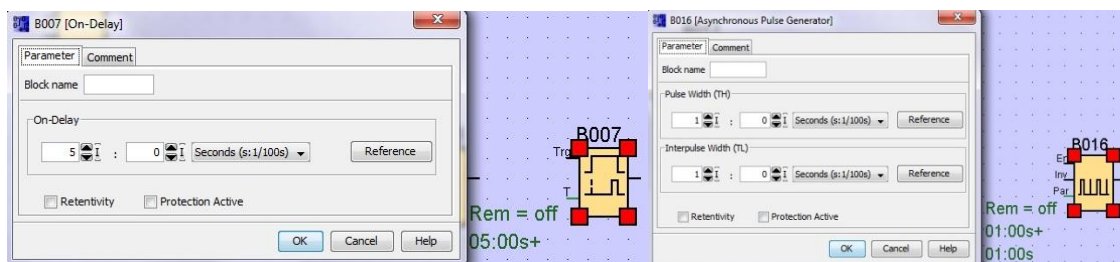 B007 [On-Delay]
Parameter Comment
Block name
On-Delay
5 : 0 Seconds (s:1/100s) Reference
Retentivity Protection Active
OK Cancel Help
B007
Trg
T
Rem = off
05:00s+
B016 [Asynchronous Pulse Generator]
Parameter Comment
Block name
Pulse Width (TH)
1 : 0 Seconds (s:1/100s) Reference
Interpulse Width (TL)
1 : 0 Seconds (s:1/100s) Reference
Retentivity Protection Active
OK Cancel Help
B016
En
Inv
Par
Rem = off
01:00s+
01:00s